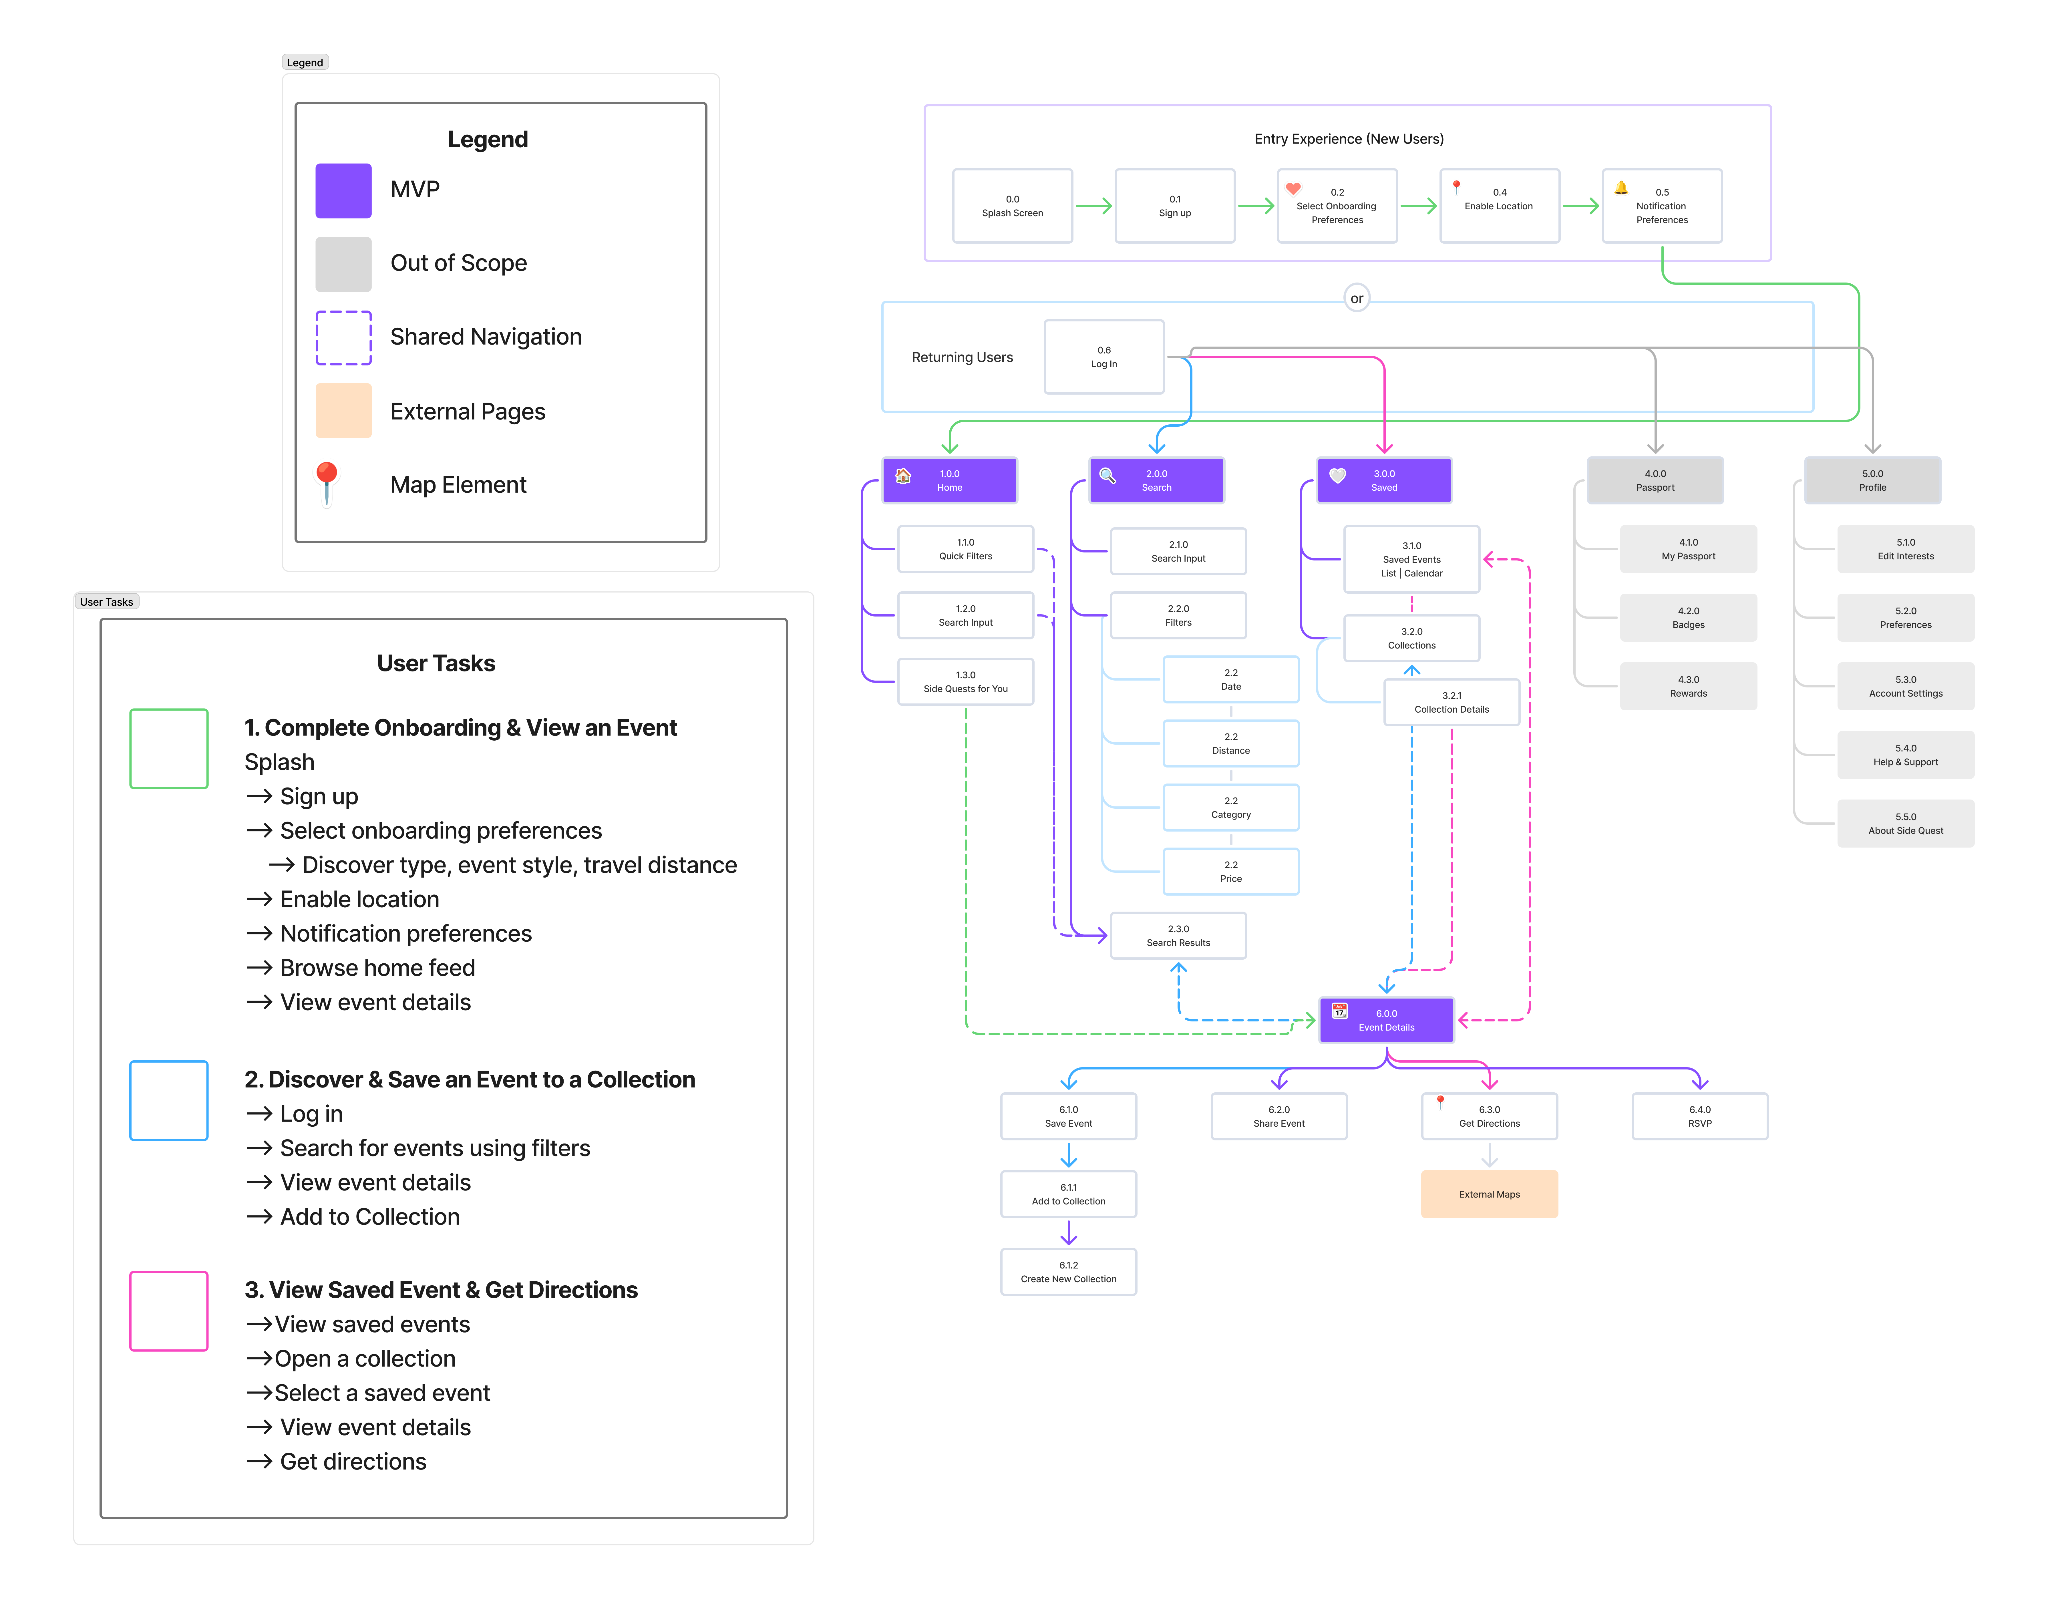 Legend
Legend
MVP
Out of Scope
Shared Navigation
External Pages
Map Element
User Tasks
User Tasks
1. Complete Onboarding & View an Event
Splash
→ Sign up
→ Select onboarding preferences
→ Discover type, event style, travel distance
→ Enable location
→ Notification preferences
→ Browse home feed
→ View event details
2. Discover & Save an Event to a Collection
→ Log in
→ Search for events using filters
→ View event details
→ Add to Collection
3. View Saved Event & Get Directions
→View saved events
→Open a collection
→Select a saved event
→ View event details
→ Get directions
Entry Experience (New Users)
0.0
Splash Screen
0.1
Sign up
0.2
Select Onboarding
Preferences
0.4
Enable Location
0.5
Notification
Preferences
or
Returning Users
0.6
Log In
1.0.0
Home
1.1.0
Quick Filters
1.2.0
Search Input
1.3.0
Side Quests for You
2.0.0
Search
2.1.0
Search Input
2.2.0
Filters
2.2
Date
2.2
Distance
2.2
Category
2.2
Price
2.3.0
Search Results
3.0.0
Saved
3.1.0
Saved Events
List | Calendar
3.2.0
Collections
3.2.1
Collection Details
4.0.0
Passport
4.1.0
My Passport
4.2.0
Badges
4.3.0
Rewards
5.0.0
Profile
5.1.0
Edit Interests
5.2.0
Preferences
5.3.0
Account Settings
5.4.0
Help & Support
5.5.0
About Side Quest
6.0.0
Event Details
6.1.0
Save Event
6.1.1
Add to Collection
6.1.2
Create New Collection
6.2.0
Share Event
6.3.0
Get Directions
External Maps
6.4.0
RSVP